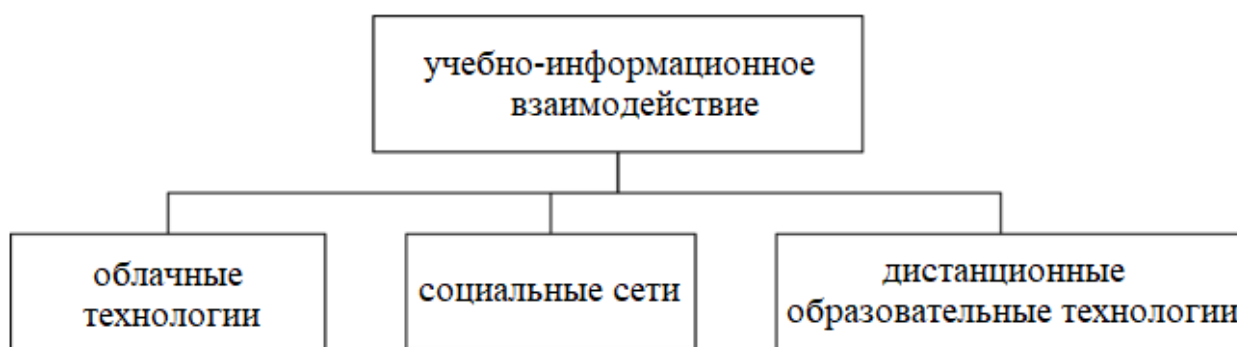 учебно-информационное
взаимодействие
облачные
технологии
социальные сети
дистанционные
образовательные технологии